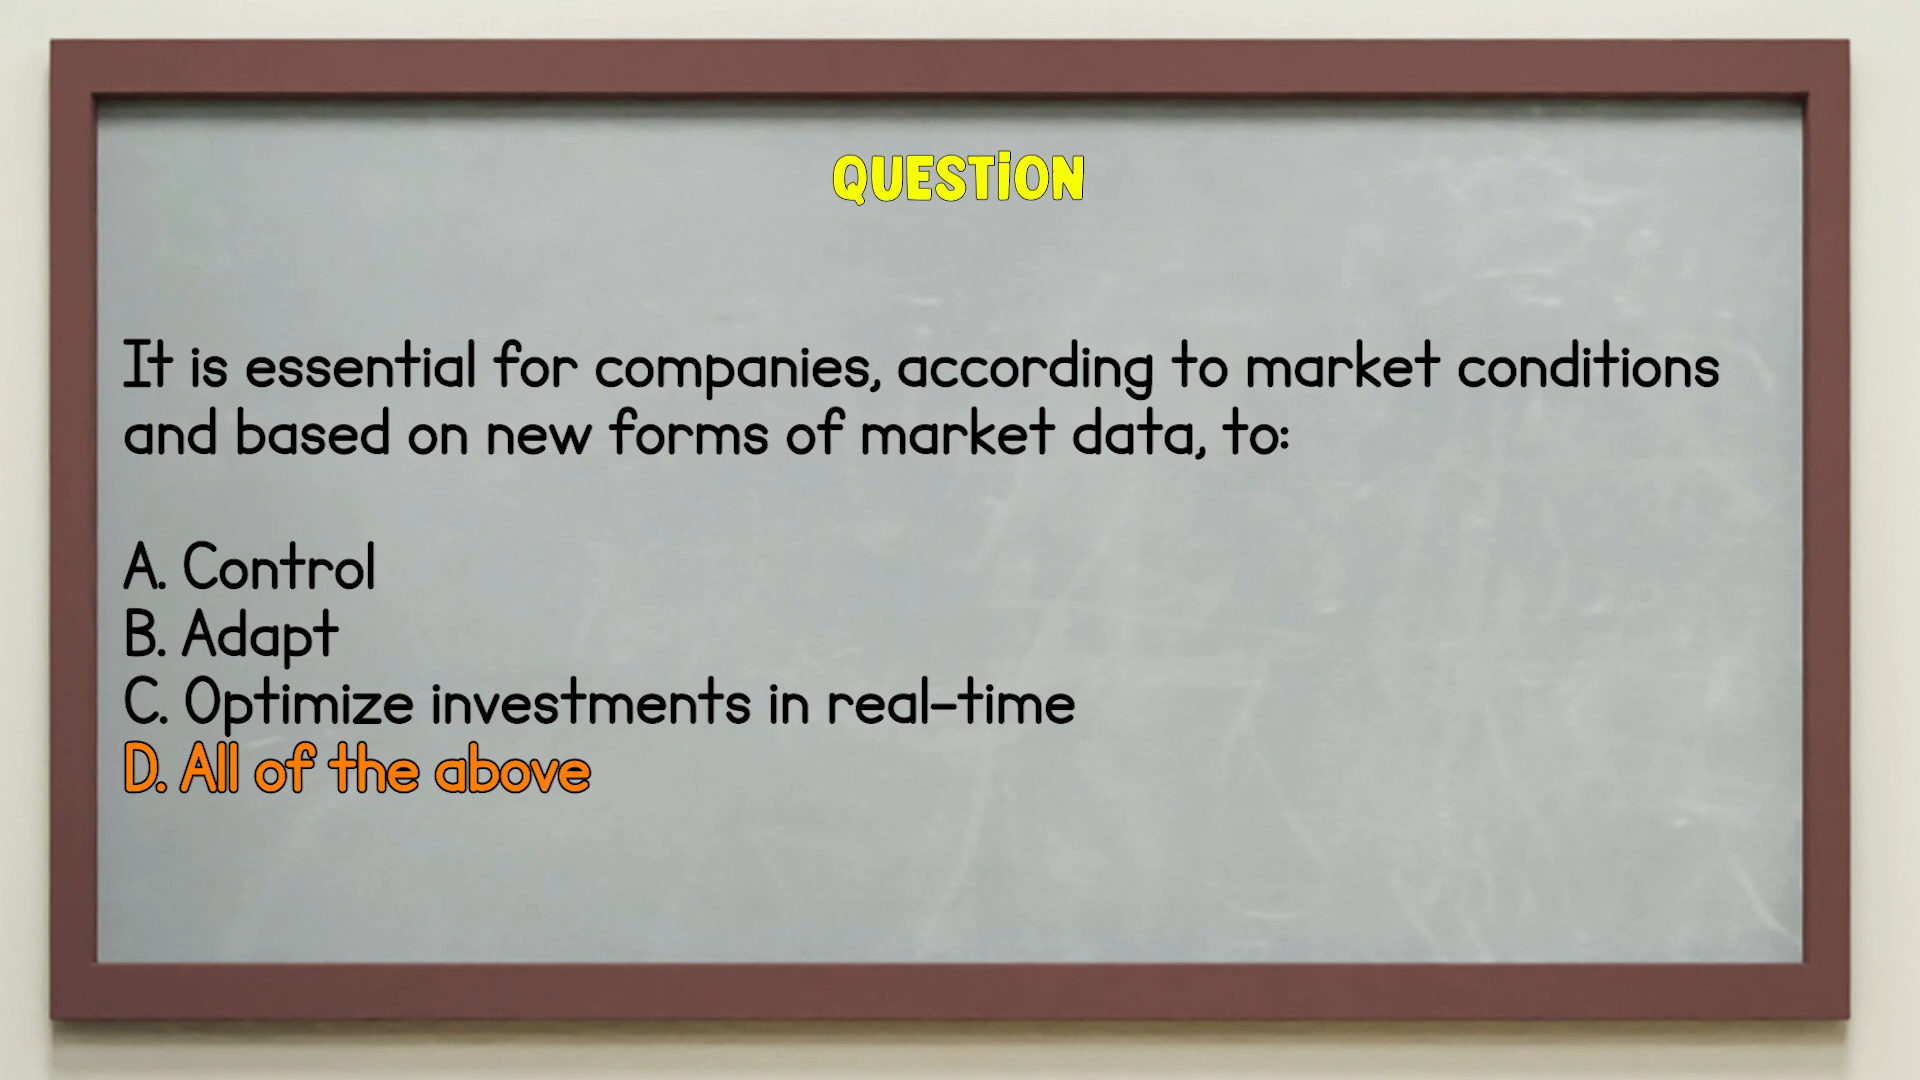 QUESTION
It is essential for companies, according to market conditions
and based on new forms of market data, to:
A. Control
B. Adapt
C. Optimize investments in real-time
D. All of the above